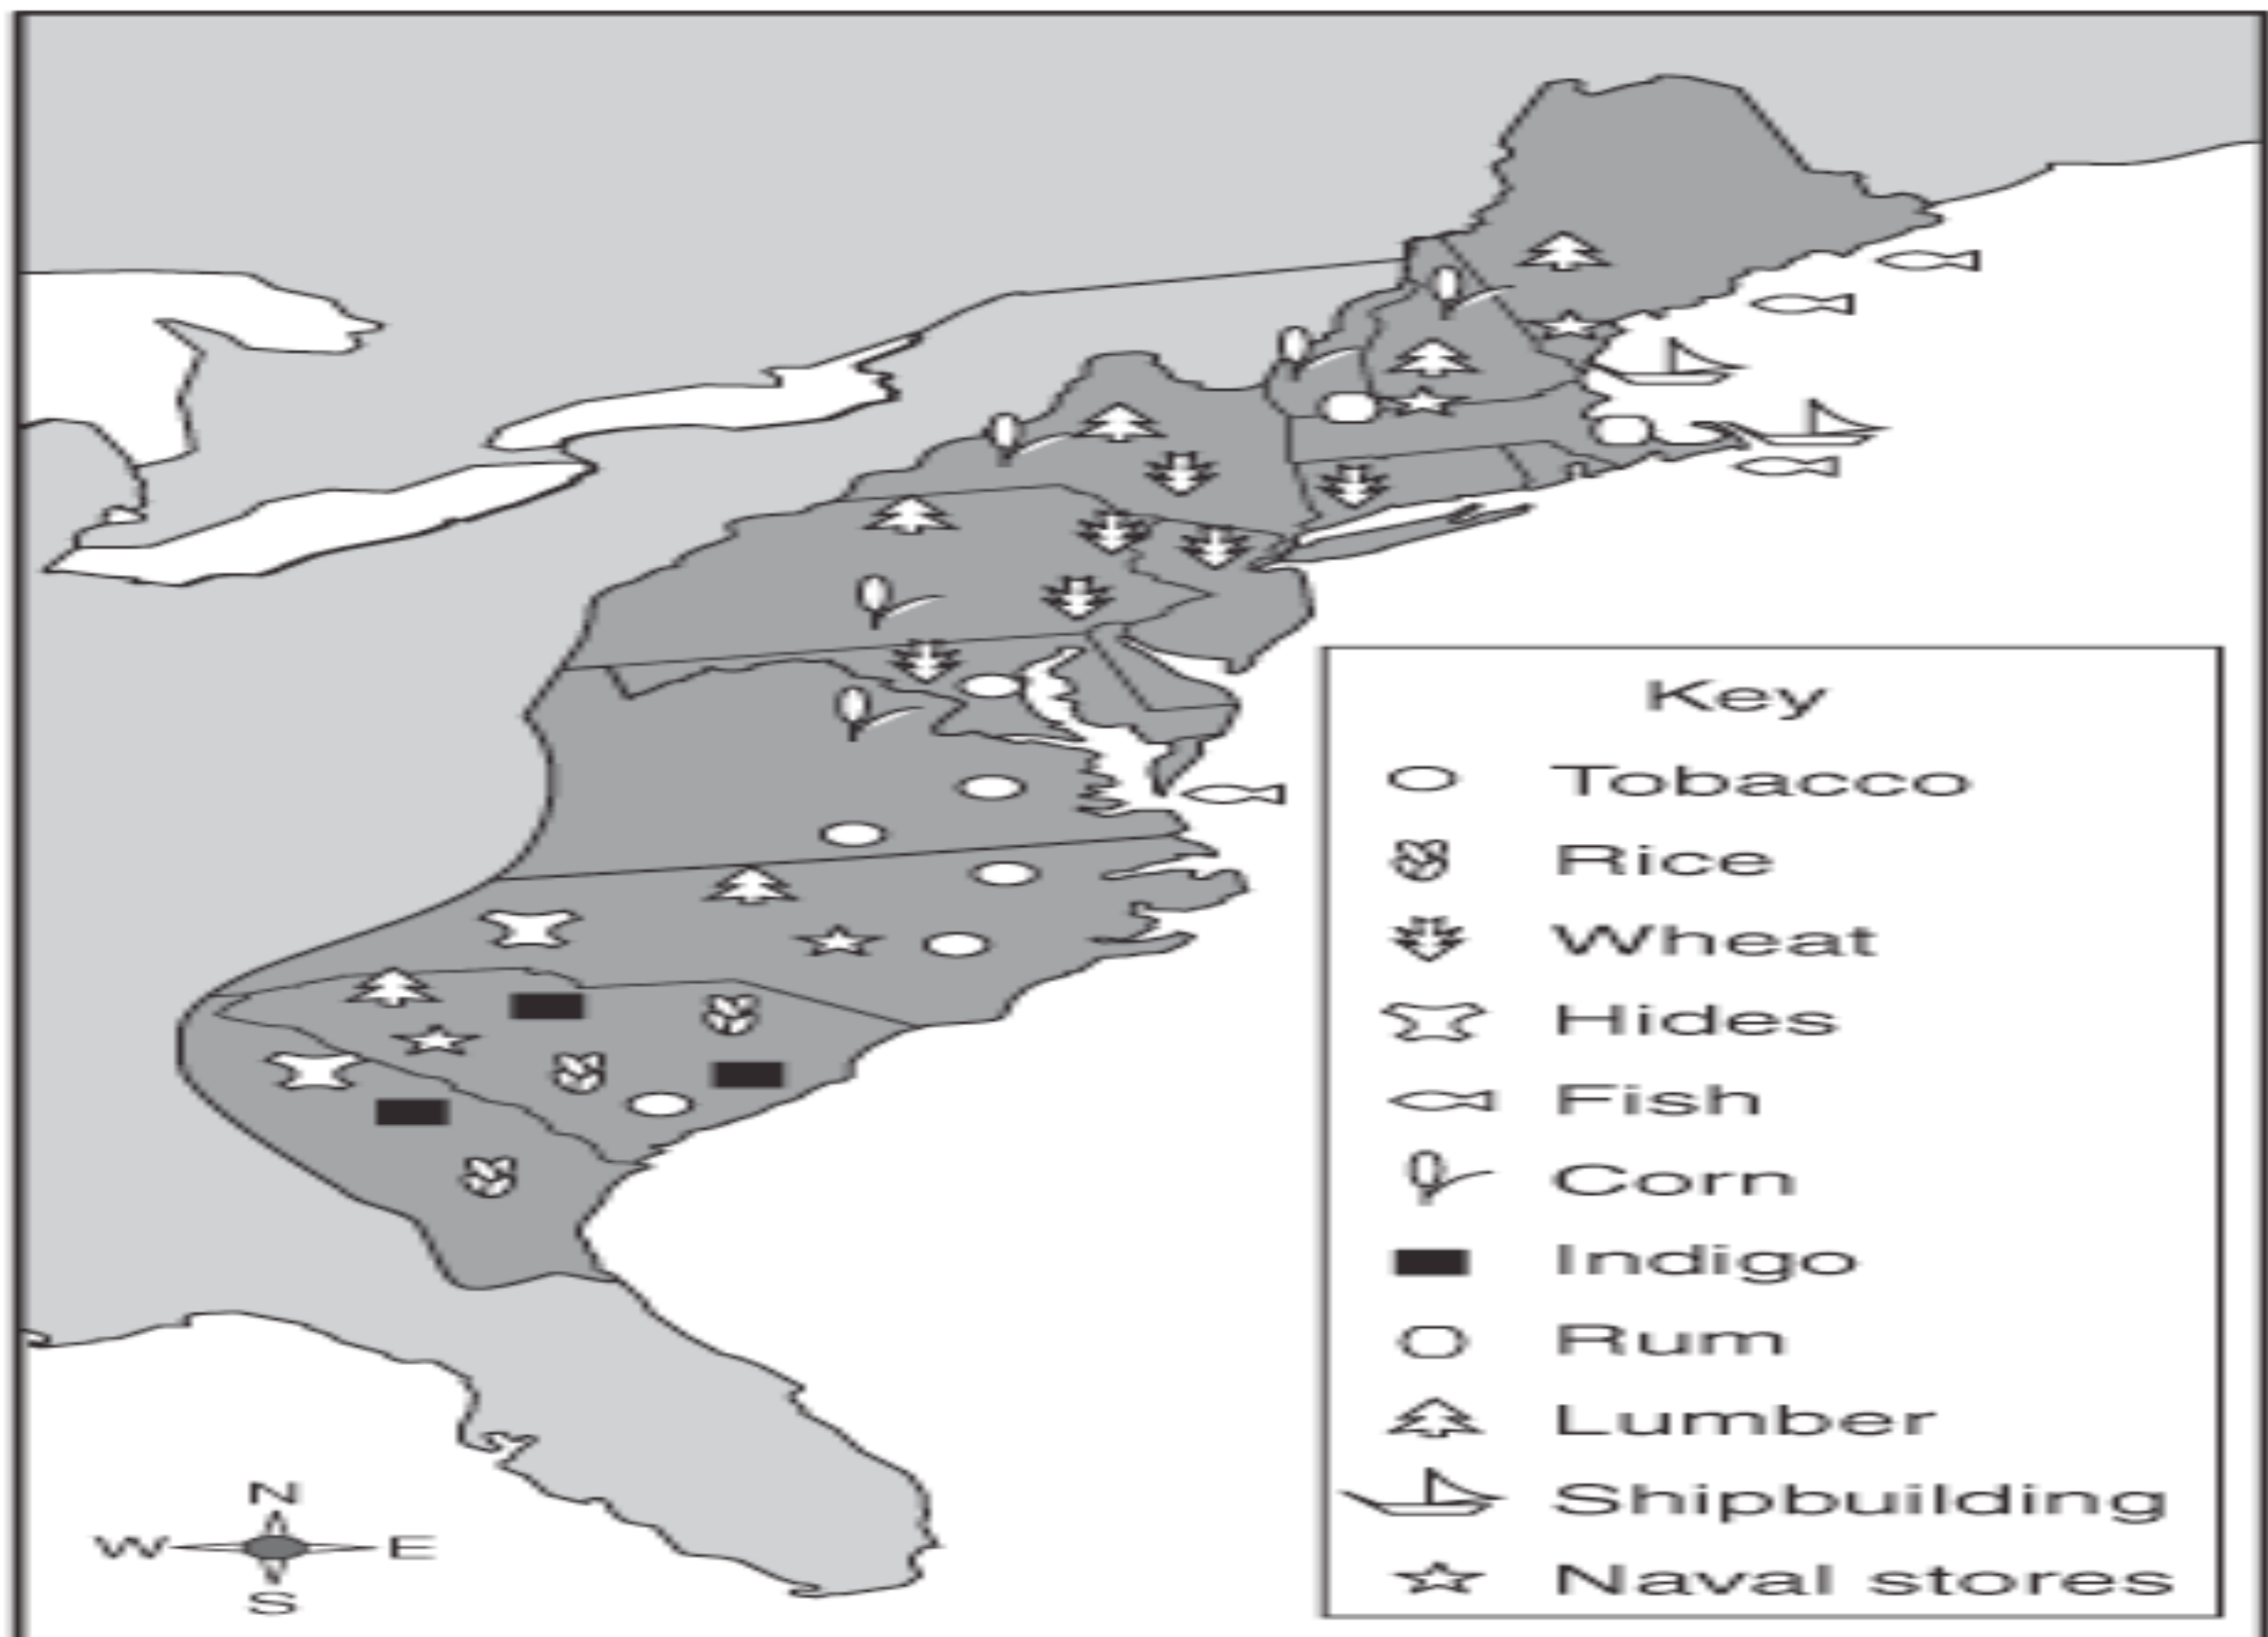 Key
Tobacco
Rice
Wheat
Hides
Fish
Corn
Indigo
Rum
Lumber
Shipbuilding
Naval stores
N
W E
S